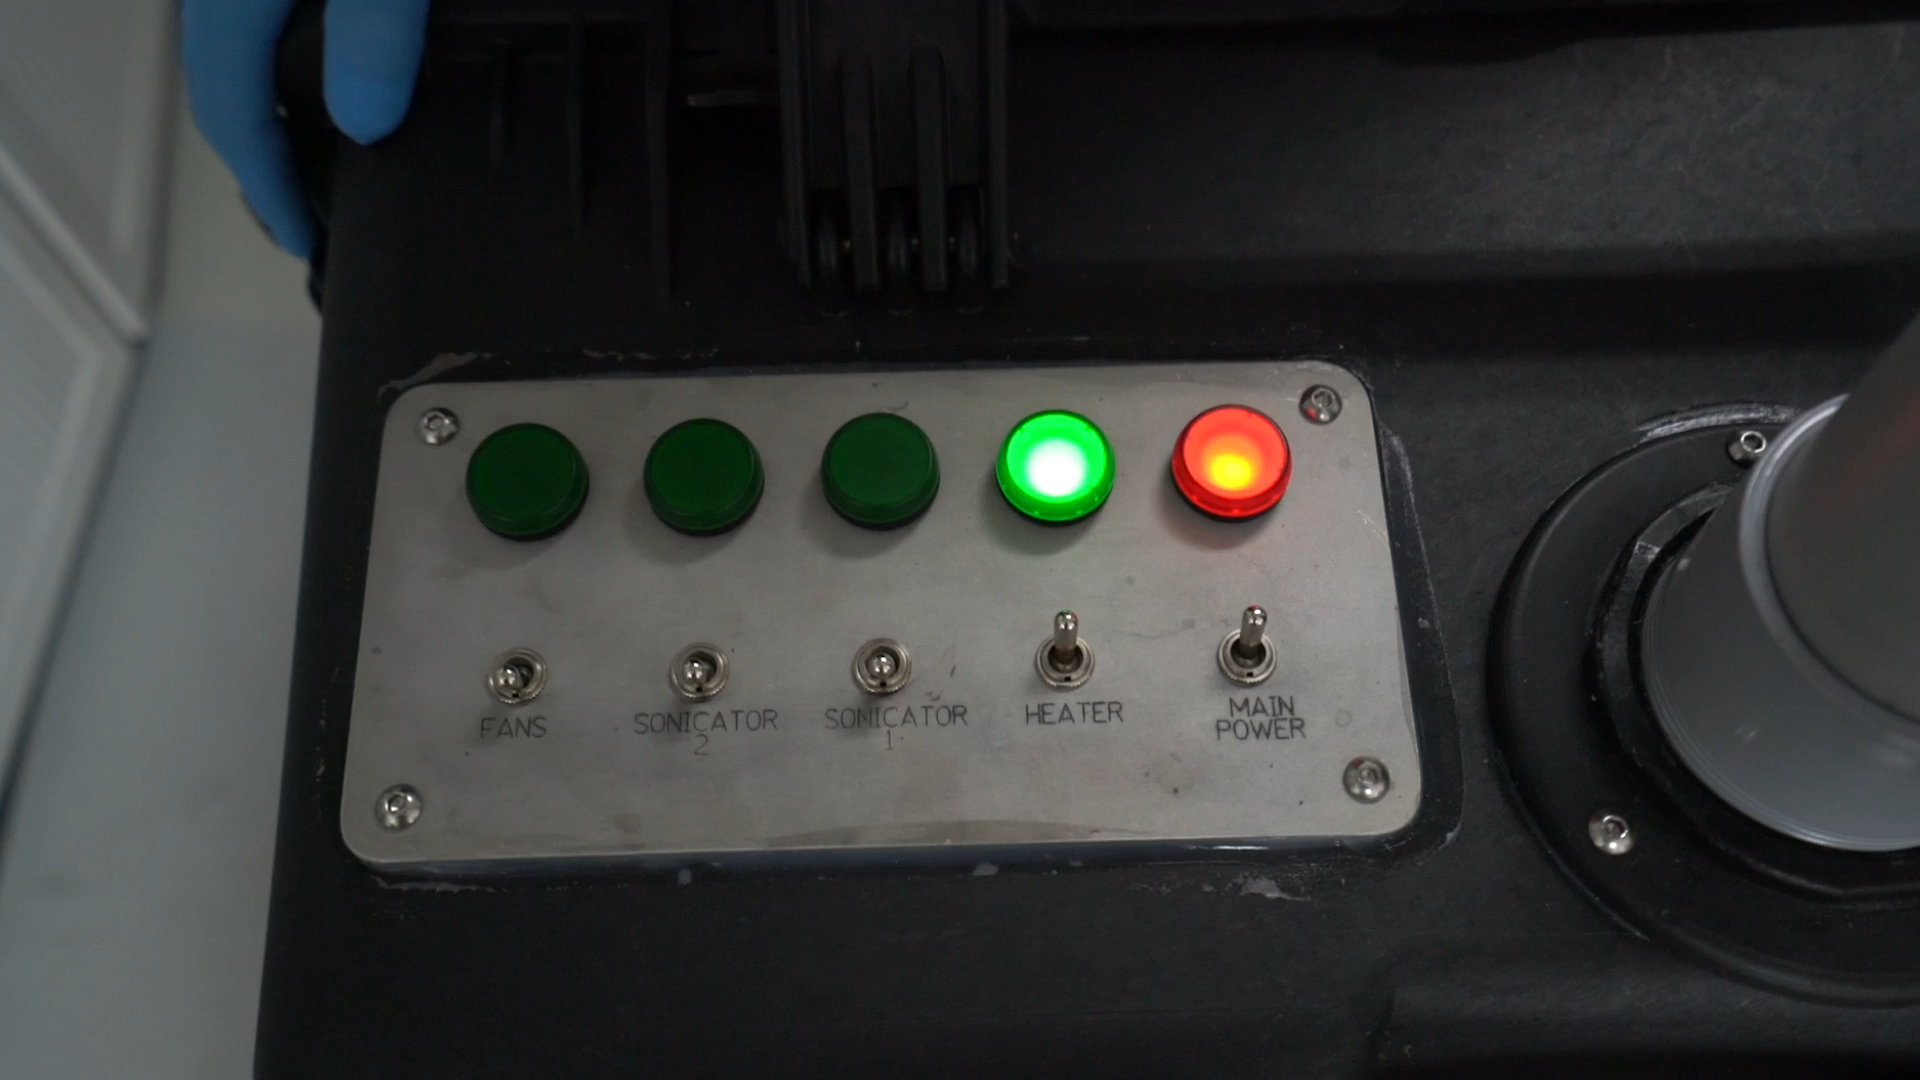 FANS
SONICATOR
2
SONICATOR
1
HEATER
MAIN
POWER